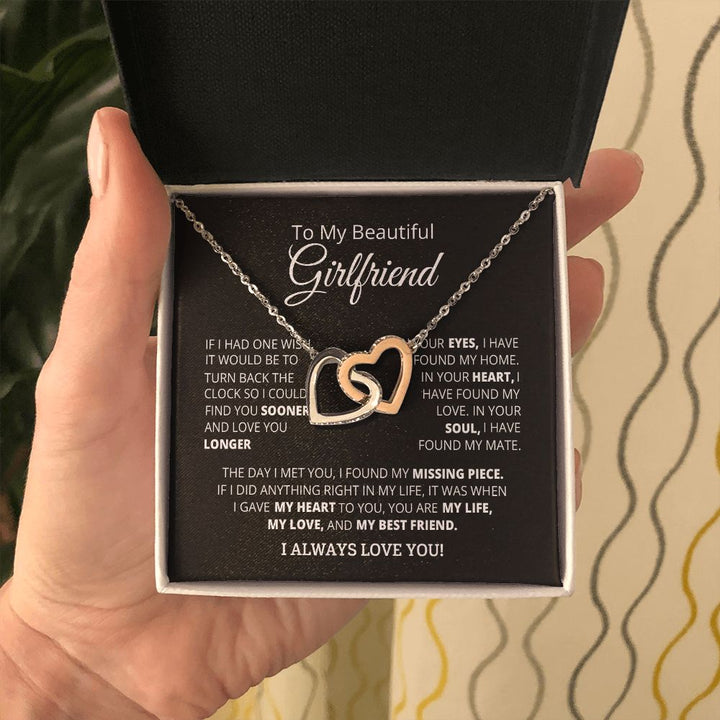 To My Beautiful
Girlfriend
IF I HAD ONE WISH,
IT WOULD BE TO
TURN BACK THE
CLOCK SO I COULD
FIND YOU SOONER
AND LOVE YOU
LONGER
YOUR EYES, I HAVE
FOUND MY HOME.
IN YOUR HEART, I
HAVE FOUND MY
LOVE. IN YOUR
SOUL, I HAVE
FOUND MY MATE.
THE DAY I MET YOU, I FOUND MY MISSING PIECE.
IF I DID ANYTHING RIGHT IN MY LIFE, IT WAS WHEN
I GAVE MY HEART TO YOU, YOU ARE MY LIFE,
MY LOVE, AND MY BEST FRIEND.
I ALWAYS LOVE YOU!